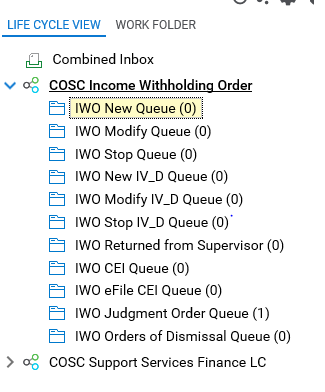 LIFE CYCLE VIEW WORK FOLDER
Combined Inbox
COSC Income Withholding Order
IWO New Queue (0)
IWO Modify Queue (0)
IWO Stop Queue (0)
IWO New IV_D Queue (0)
IWO Modify IV_D Queue (0)
IWO Stop IV_D Queue (0)
IWO Returned from Supervisor (0)
IWO CEI Queue (0)
IWO eFile CEI Queue (0)
IWO Judgment Order Queue (1)
IWO Orders of Dismissal Queue (0)
COSC Support Services Finance LC